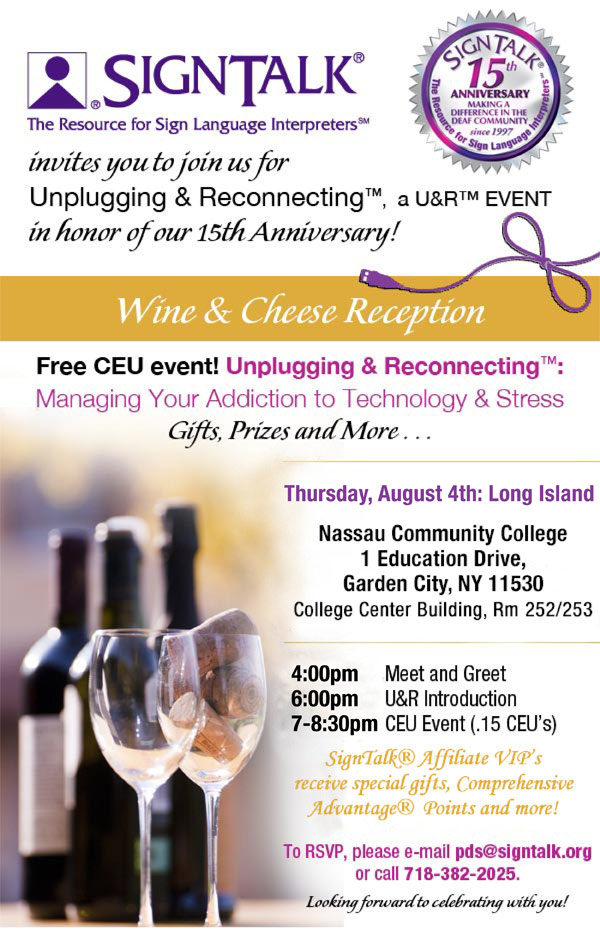 SIGNTALK®
®
The Resource for Sign Language Interpreters℠
SIGNTALK®
15th
ANNIVERSARY
MAKING A
DIFFERENCE IN THE
DEAF COMMUNITY
since 1997
The Resource for Sign Language Interpreters℠
invites you to join us for
Unplugging & Reconnecting™, a U&R™ EVENT
in honor of our 15th Anniversary!
Wine & Cheese Reception
Free CEU event! Unplugging & Reconnecting™:
Managing Your Addiction to Technology & Stress
Gifts, Prizes and More . . .
Thursday, August 4th: Long Island
Nassau Community College
1 Education Drive,
Garden City, NY 11530
College Center Building, Rm 252/253
4:00pm Meet and Greet
6:00pm U&R Introduction
7-8:30pm CEU Event (.15 CEU's)
SignTalk® Affiliate VIP's
receive special gifts, Comprehensive
Advantage® Points and more!
To RSVP, please e-mail pds@signtalk.org
or call 718-382-2025.
Looking forward to celebrating with you!